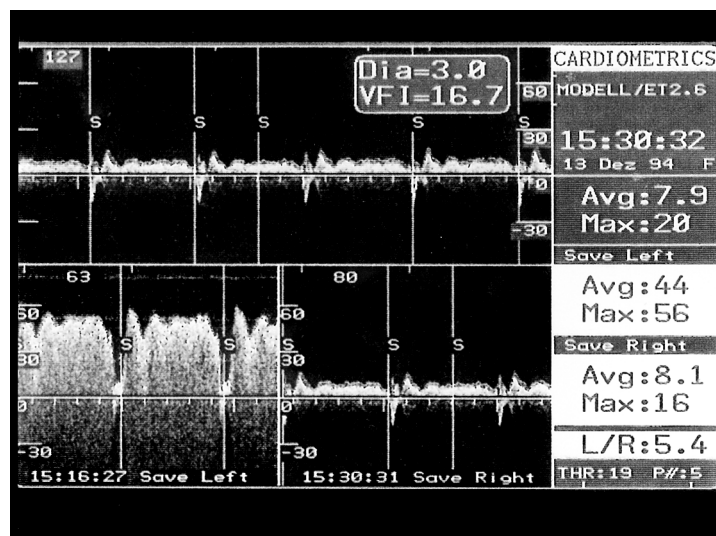 127
Dia=3.0
VFI=16.7
60
S S S S S
30
0
-30
CARDIOMETRICS
MODELL/ET2.6
15:30:32
13 Dez 94 F
Avg:7.9
Max:20
Save Left
Avg:44
Max:56
Save Right
Avg:8.1
Max:16
L/R:5.4
THR:19 P#:5
63
60
S S S
30
0
-30
15:16:27 Save Left
80
60
S S
30
0
-30
15:30:31 Save Right